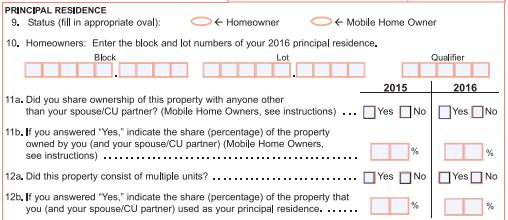 PRINCIPAL RESIDENCE
9. Status (fill in appropriate oval): ← Homeowner ← Mobile Home Owner
10. Homeowners: Enter the block and lot numbers of your 2016 principal residence.
Block Lot Qualifier
. .
2015 2016
11a. Did you share ownership of this property with anyone other
than your spouse/CU partner? (Mobile Home Owners, see instructions) ... Yes No Yes No
11b. If you answered “Yes,” indicate the share (percentage) of the property
owned by you (and your spouse/CU partner) (Mobile Home Owners,
see instructions) ................................................ % %
12a. Did this property consist of multiple units? ............................ Yes No Yes No
12b. If you answered “Yes,” indicate the share (percentage) of the property that
you (and your spouse/CU partner) used as your principal residence. ....... % %